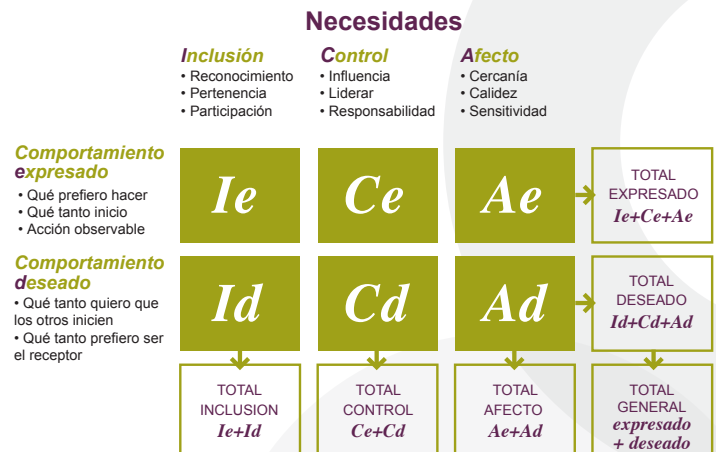 Necesidades
Inclusión
• Reconocimiento
• Pertenencia
• Participación
Control
• Influencia
• Liderar
• Responsabilidad
Afecto
• Cercanía
• Calidez
• Sensitividad
Comportamiento
expresado
• Qué prefiero hacer
• Qué tanto inicio
• Acción observable
Ie
Ce
Ae
TOTAL
EXPRESADO
Ie+Ce+Ae
Comportamiento
deseado
• Qué tanto quiero que
los otros inicien
• Qué tanto prefiero ser
el receptor
Id
Cd
Ad
TOTAL
DESEADO
Id+Cd+Ad
TOTAL
INCLUSION
Ie+Id
TOTAL
CONTROL
Ce+Cd
TOTAL
AFECTO
Ae+Ad
TOTAL
GENERAL
expresado
+ deseado